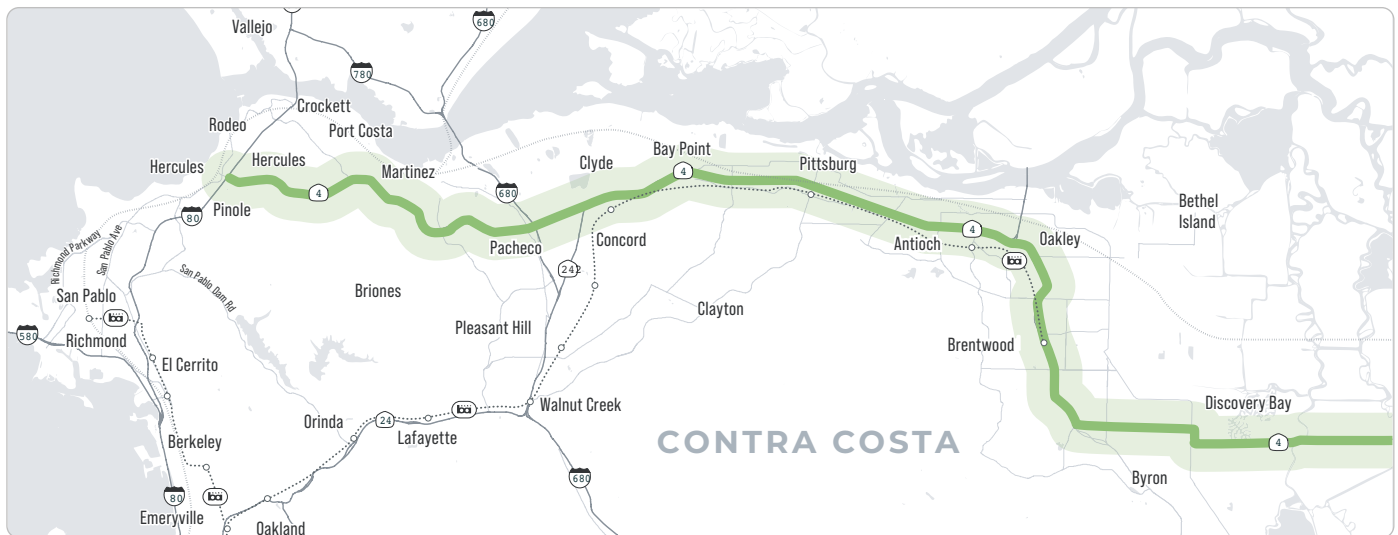 Vallejo
680
780
Crockett
Rodeo
Port Costa
Hercules
Hercules
Martinez
Clyde
Bay Point
Pittsburg
4
4
680
80
Pinole
Bethel
Island
Richmond Parkway
San Pablo Ave
Pacheco
Concord
Antioch
4
Oakley
242
San Pablo Dam Rd
San Pablo
Briones
Clayton
Pleasant Hill
580
Richmond
Brentwood
El Cerrito
Orinda
24
Lafayette
Walnut Creek
Discovery Bay
Berkeley
CONTRA COSTA
4
680
Byron
80
Emeryville
Oakland